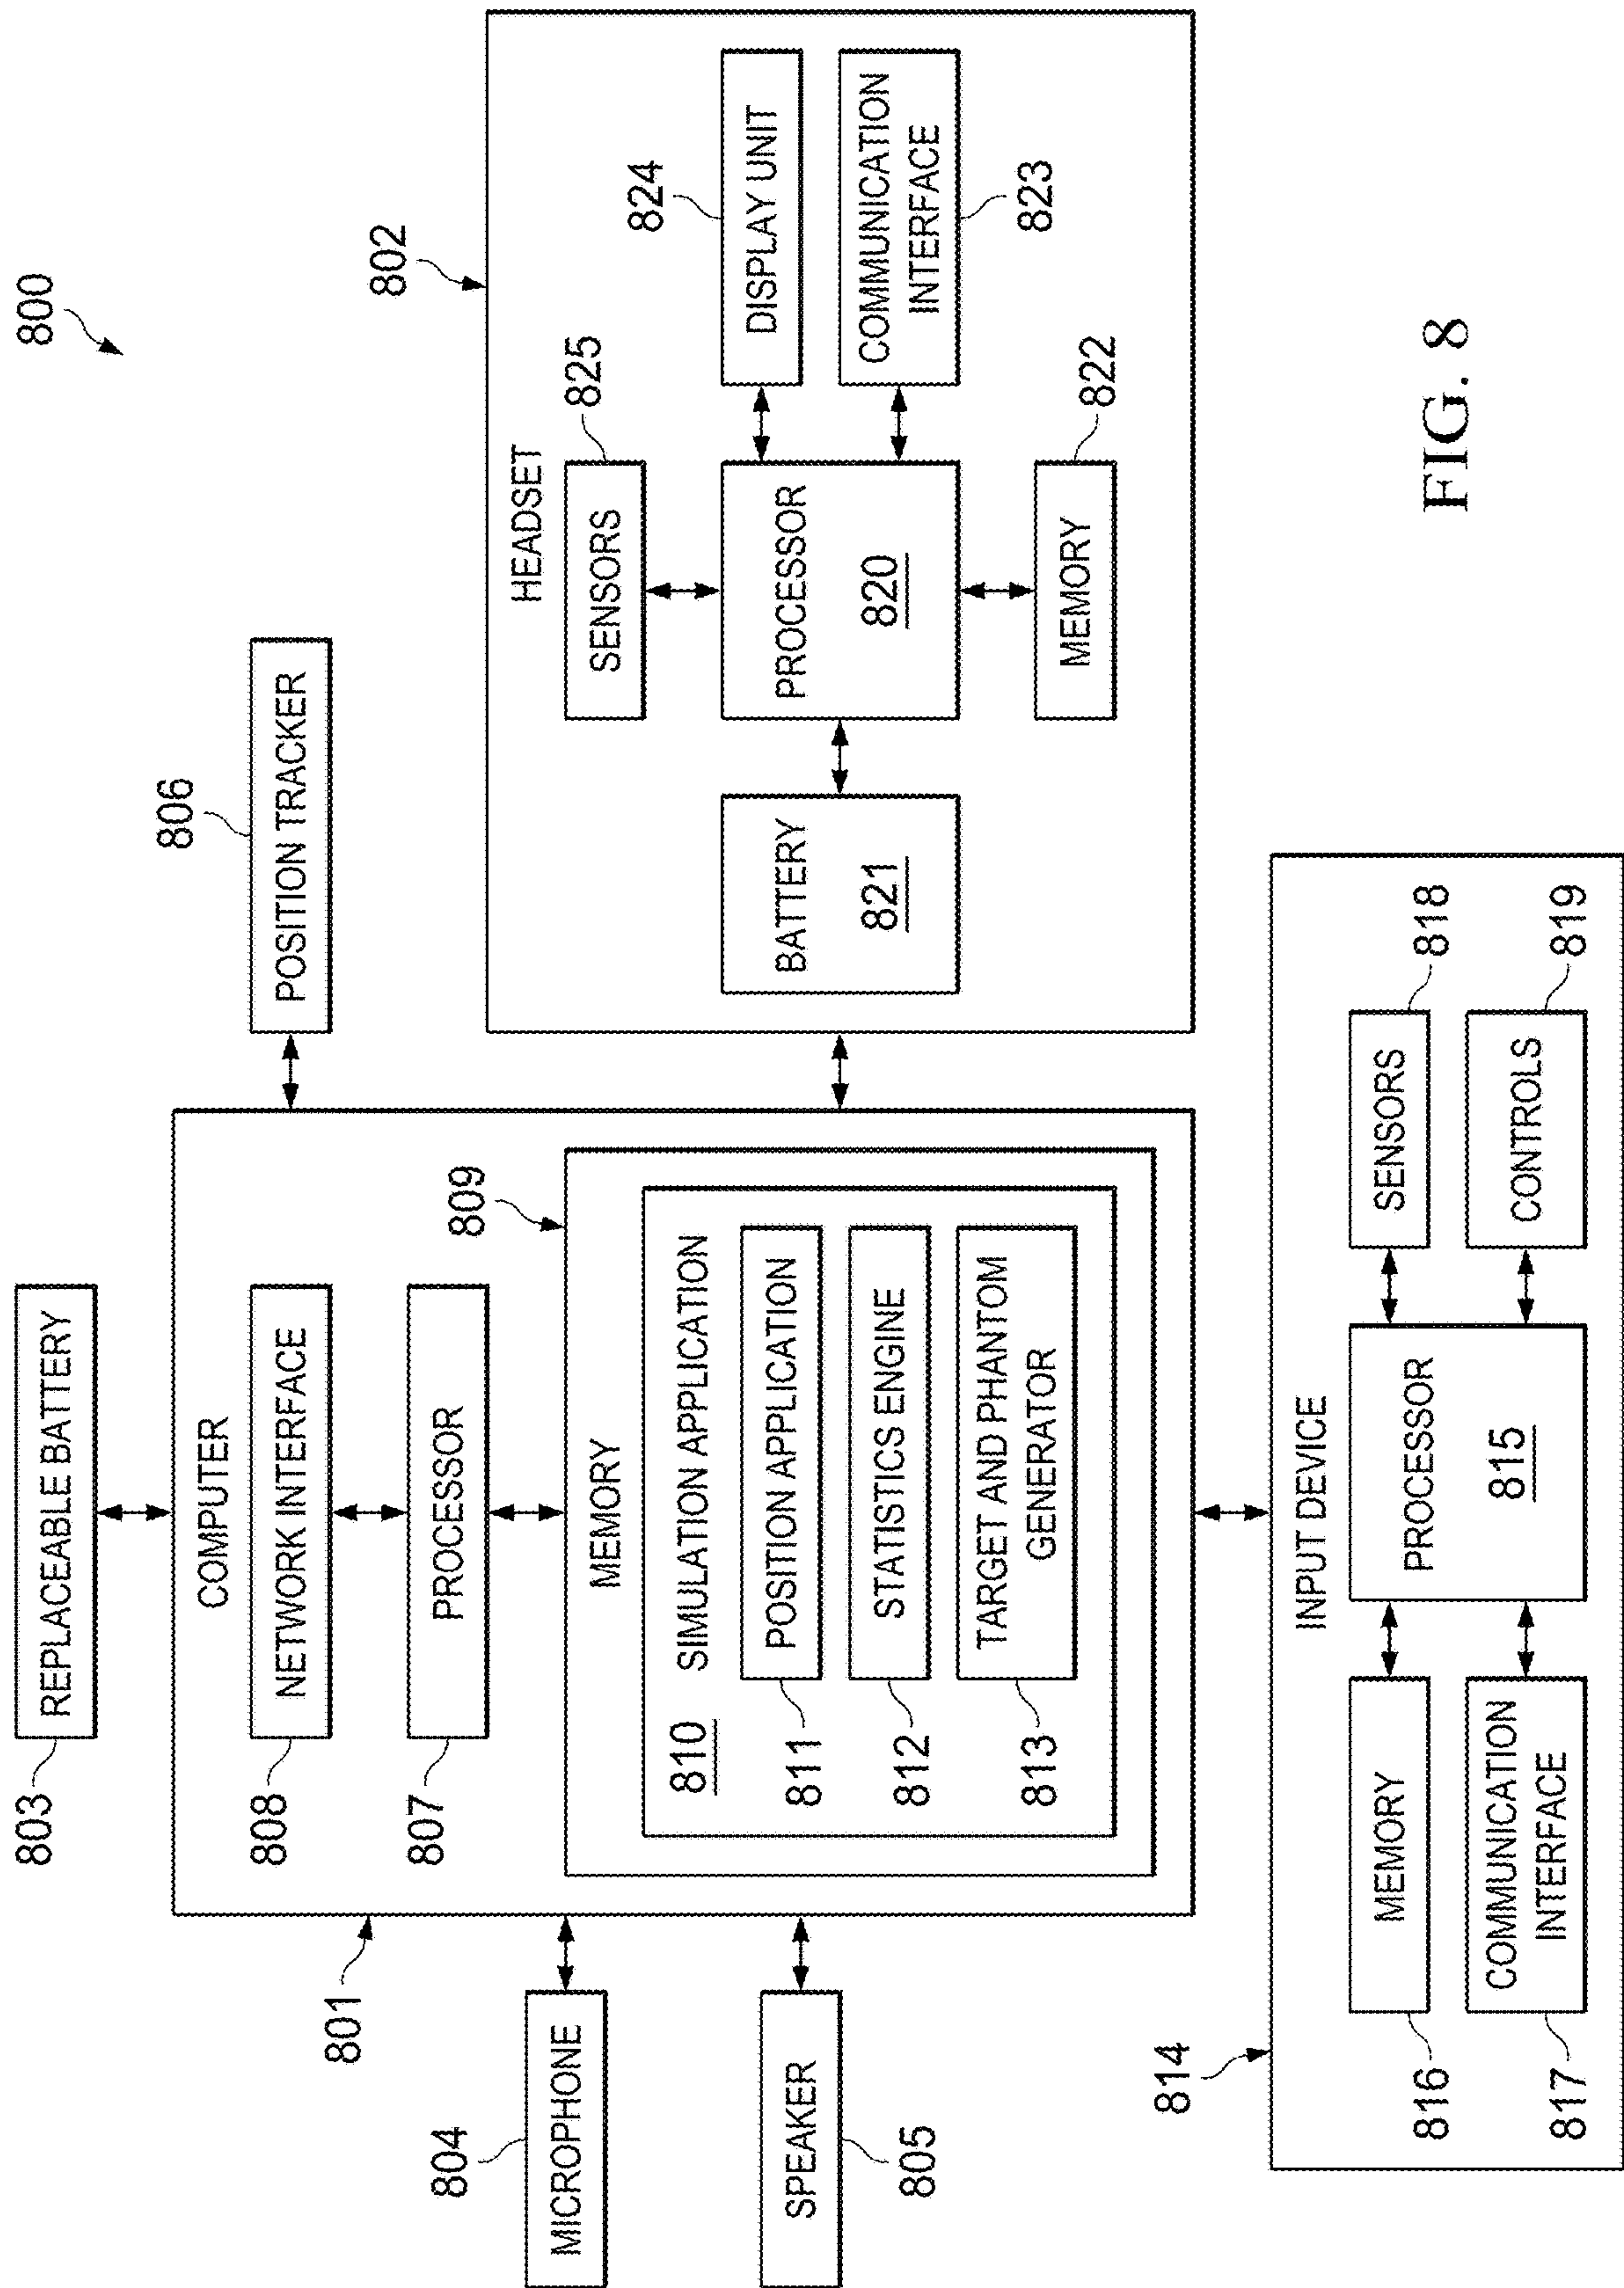 800
803
REPLACEABLE BATTERY
806
POSITION TRACKER
801
COMPUTER
808
NETWORK INTERFACE
807
PROCESSOR
809
MEMORY
810
SIMULATION APPLICATION
811
POSITION APPLICATION
812
STATISTICS ENGINE
813
TARGET AND PHANTOM
GENERATOR
804
MICROPHONE
805
SPEAKER
802
HEADSET
825
SENSORS
824
DISPLAY UNIT
BATTERY
821
PROCESSOR
820
COMMUNICATION
INTERFACE
823
MEMORY
822
814
INPUT DEVICE
816
MEMORY
817
COMMUNICATION
INTERFACE
PROCESSOR
815
SENSORS
818
CONTROLS
819
FIG. 8